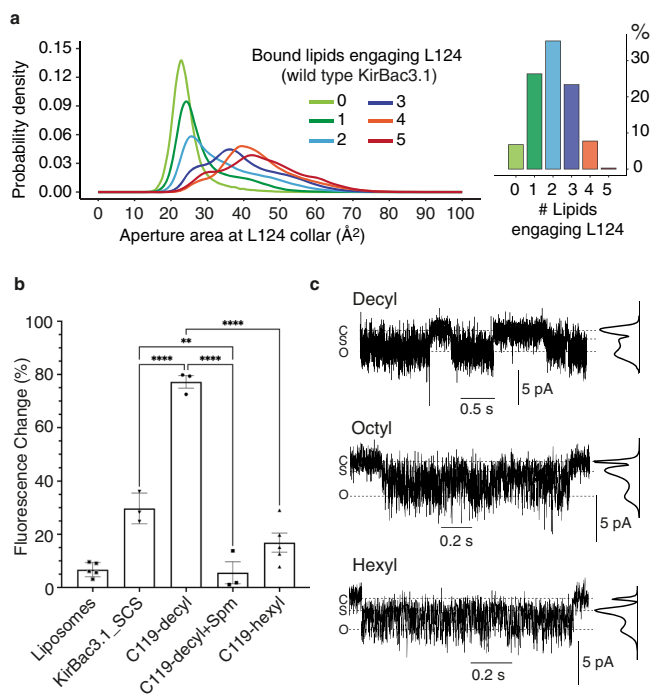 a
Probability density
0.15
0.12
0.09
0.06
0.03
0.00
0 10 20 30 40 50 60 70 80 90 100
Aperture area at L124 collar (Å²)
Bound lipids engaging L124
(wild type KirBac3.1)
0 3
1 4
2 5
%
30
20
10
0
0 1 2 3 4 5
# Lipids
engaging L124
b
Fluorescence Change (%)
100
80
60
40
20
0
****
**
**** ****
Liposomes
KirBac3.1_SCS
C119-decyl
C119-decyl+Spm
C119-hexyl
c
Decyl
C
S
O
0.5 s
5 pA
Octyl
C
S
O
0.2 s
5 pA
Hexyl
C
S
O
0.2 s
5 pA